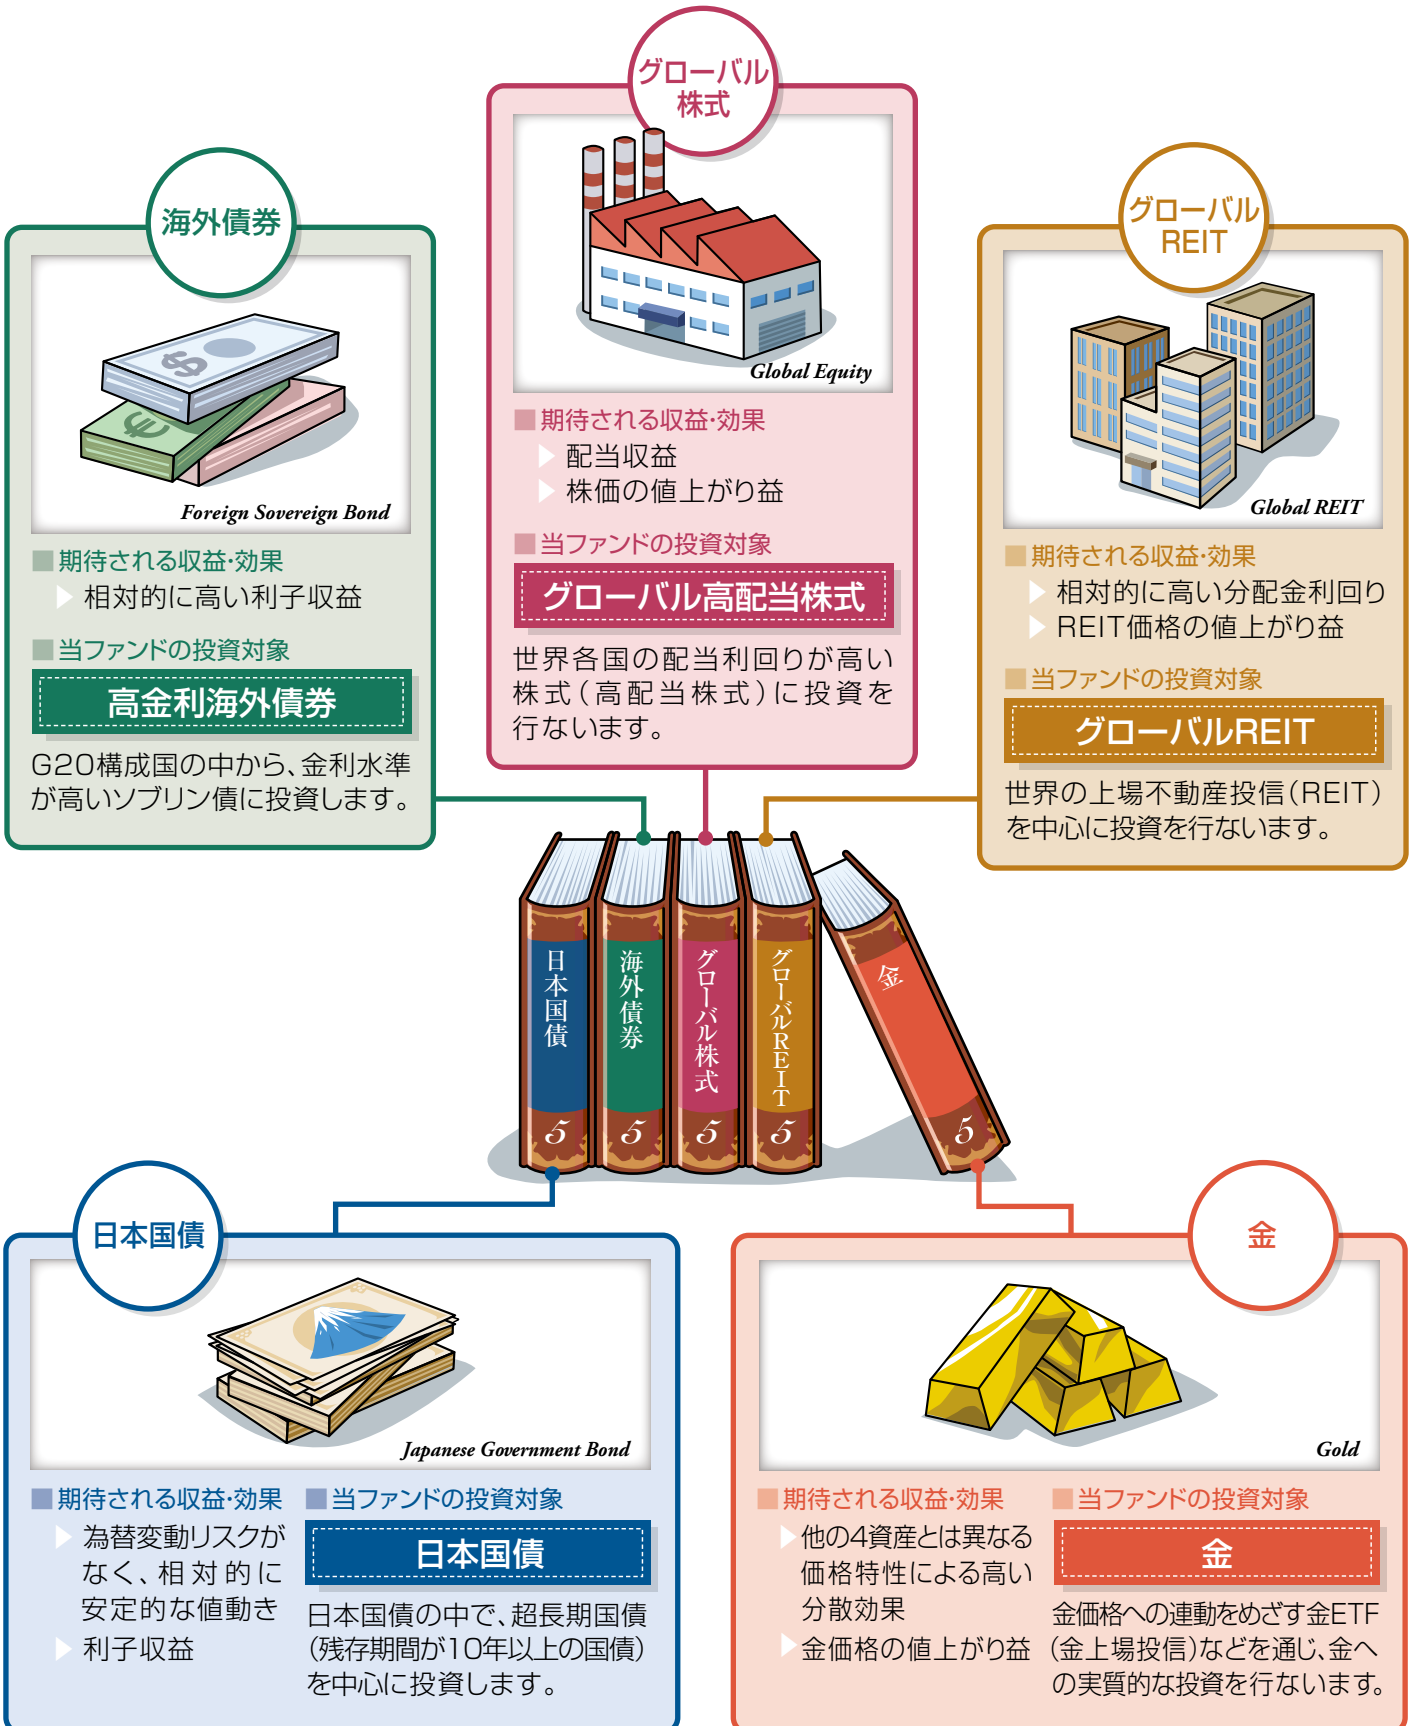 グローバル
株式
Global Equity
■期待される収益・効果
▶配当収益
▶株価の値上がり益
■当ファンドの投資対象
グローバル高配当株式
世界各国の配当利回りが高い
株式(高配当株式)に投資を
行ないます。
海外債券
Foreign Sovereign Bond
■期待される収益・効果
▶相対的に高い利子収益
■当ファンドの投資対象
高金利海外債券
G20構成国の中から、金利水準
が高いソブリン債に投資します。
グローバル
REIT
Global REIT
■期待される収益・効果
▶相対的に高い分配金利回り
▶REIT価格の値上がり益
■当ファンドの投資対象
グローバルREIT
世界の上場不動産投信(REIT)
を中心に投資を行ないます。
日本国債
5
海外債券
5
グローバル株式
5
グローバルREIT
5
金
5
日本国債
Japanese Government Bond
■期待される収益・効果
▶為替変動リスクが
なく、相対的に
安定的な値動き
▶利子収益
■当ファンドの投資対象
日本国債
日本国債の中で、超長期国債
(残存期間が10年以上の国債)
を中心に投資します。
金
Gold
■期待される収益・効果
▶他の4資産とは異なる
価格特性による高い
分散効果
▶金価格の値上がり益
■当ファンドの投資対象
金
金価格への連動をめざす金ETF
(金上場投信)などを通じ、金へ
の実質的な投資を行ないます。